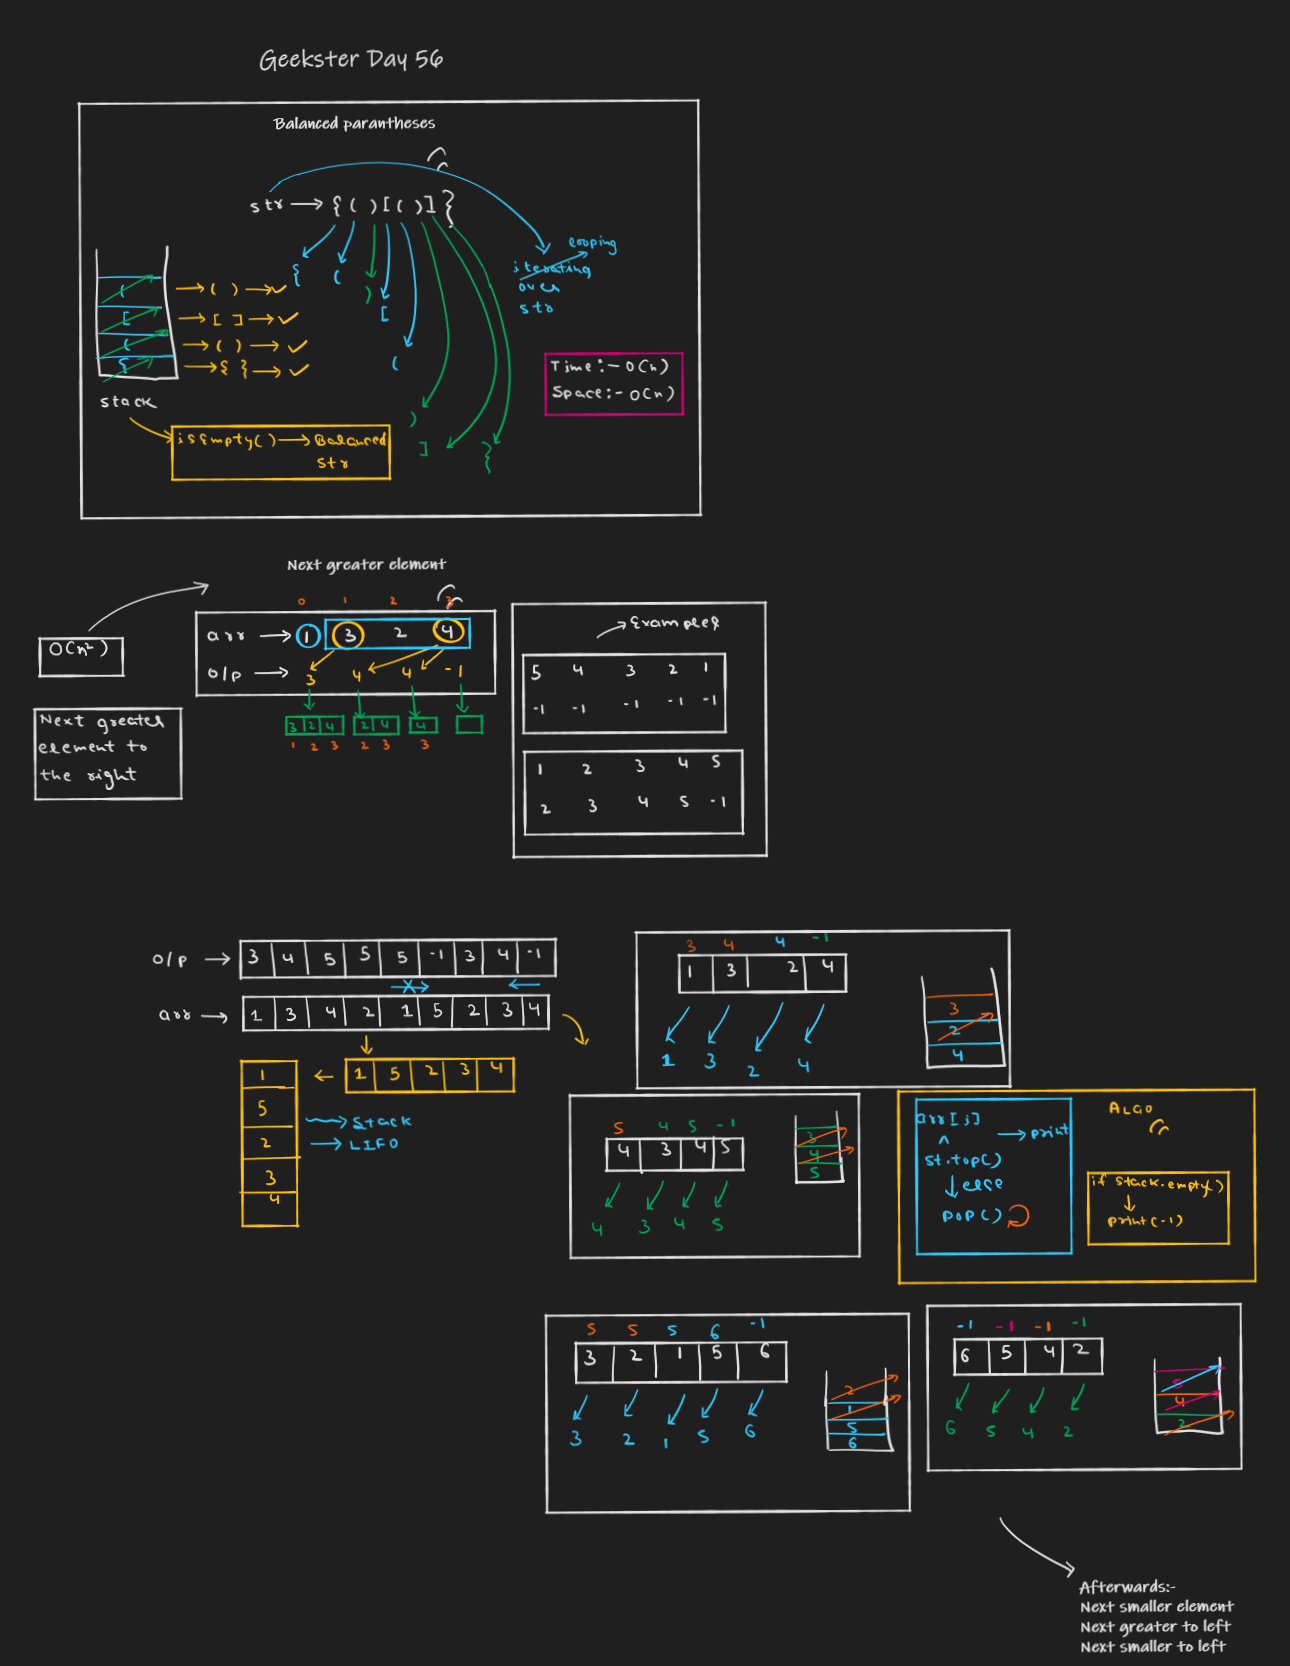 Geekster Day 56
Balanced parantheses
str → { ( ) [ ( ) ] }
looping
iterating
over
str
{ ( ) [ ( ) ] }
( → ( ) → ✓
[ → [ ] → ✓
( → ( ) → ✓
{ → { } → ✓
stack
isEmpty() → Balanced
str
Time :- O(n)
Space :- O(n)
Next greater element
O(n²)
Next greater
element to
the right
0 1 2 3
arr → 1 3 2 4
o/p → 3 4 4 -1
3 2 4 2 4 4
1 2 3 2 3 3
→ Examples
5 4 3 2 1
-1 -1 -1 -1 -1
1 2 3 4 5
2 3 4 5 -1
o/p → 3 4 5 5 5 -1 3 4 -1
arr → 1 3 4 2 1 5 2 3 4
1 5 2 3 4
1
5
2
3
4
→ Stack
→ LIFO
3 4 4 -1
1 3 2 4
1 3 2 4
3
2
4
5 4 5 -1
4 3 4 5
4 3 4 5
3
4
5
ALGO
arr[i]
^ → print
st.top()
↓ else
pop()
if stack.empty()
↓
print(-1)
5 5 5 6 -1
3 2 1 5 6
3 2 1 5 6
2
1
5
6
-1 -1 -1 -1
6 5 4 2
6 5 4 2
5
4
2
Afterwards:-
Next smaller element
Next greater to left
Next smaller to left